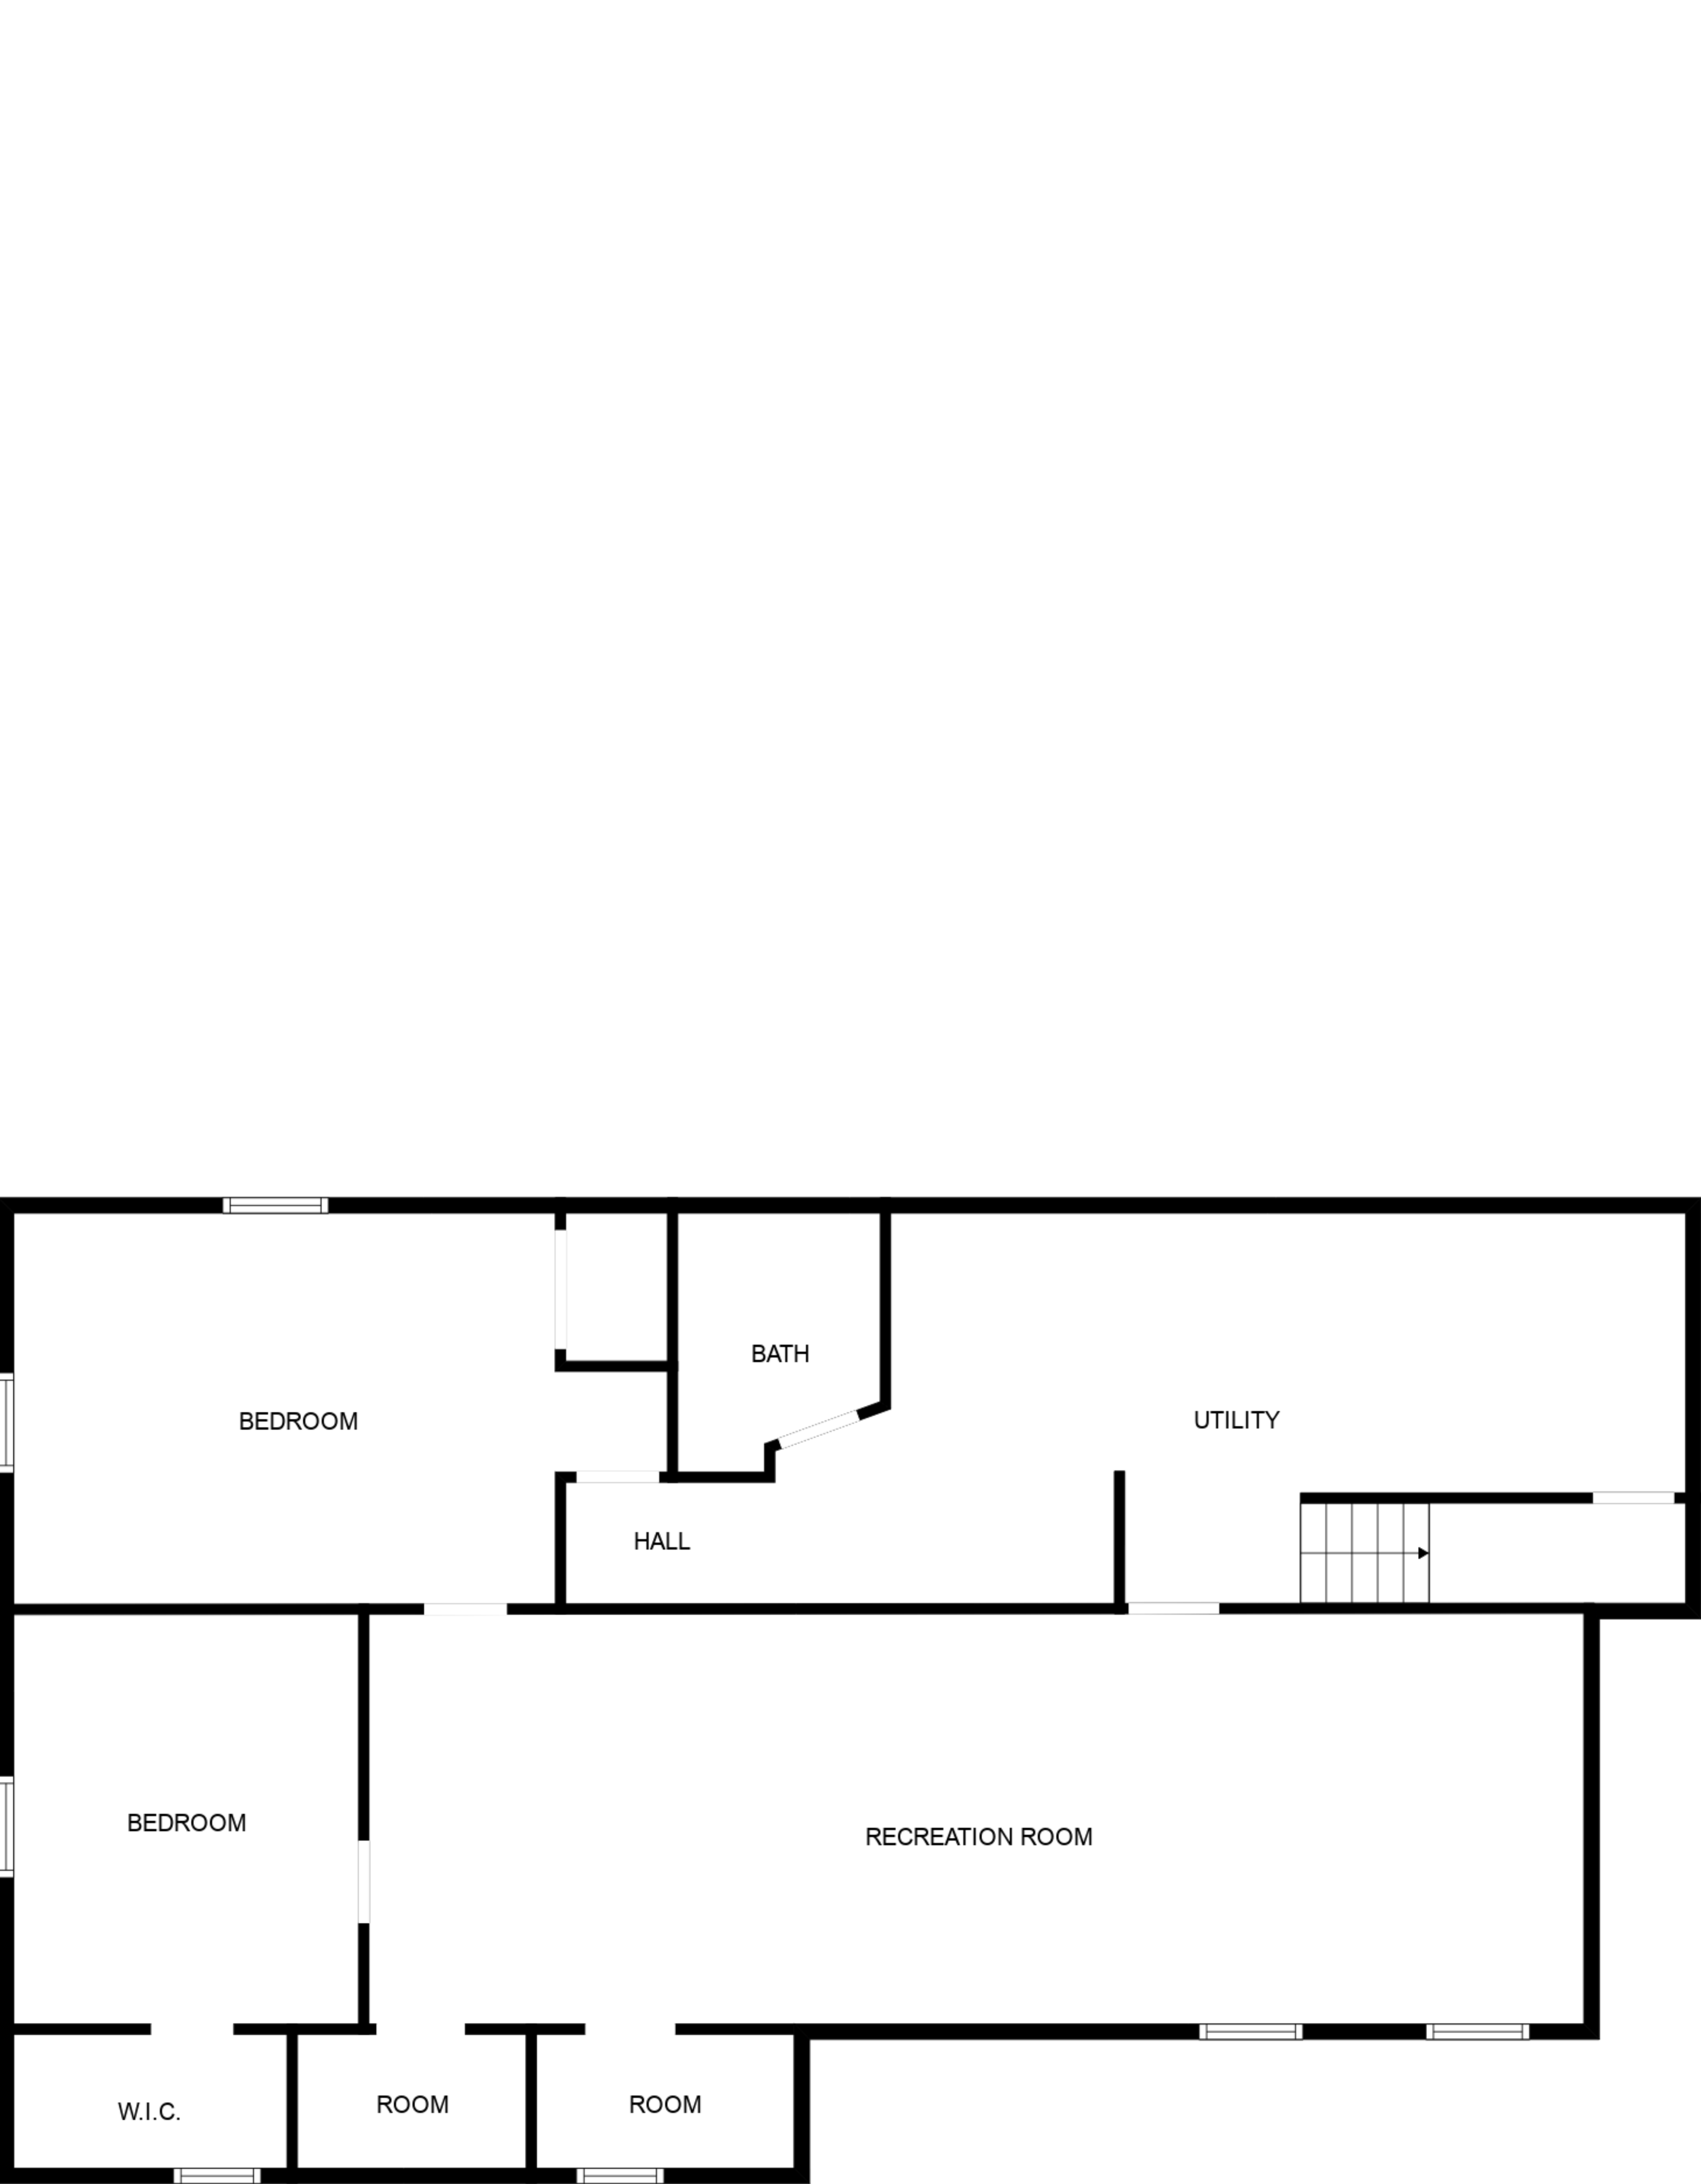 BATH
BEDROOM
UTILITY
HALL
BEDROOM
RECREATION ROOM
W.I.C.
ROOM
ROOM